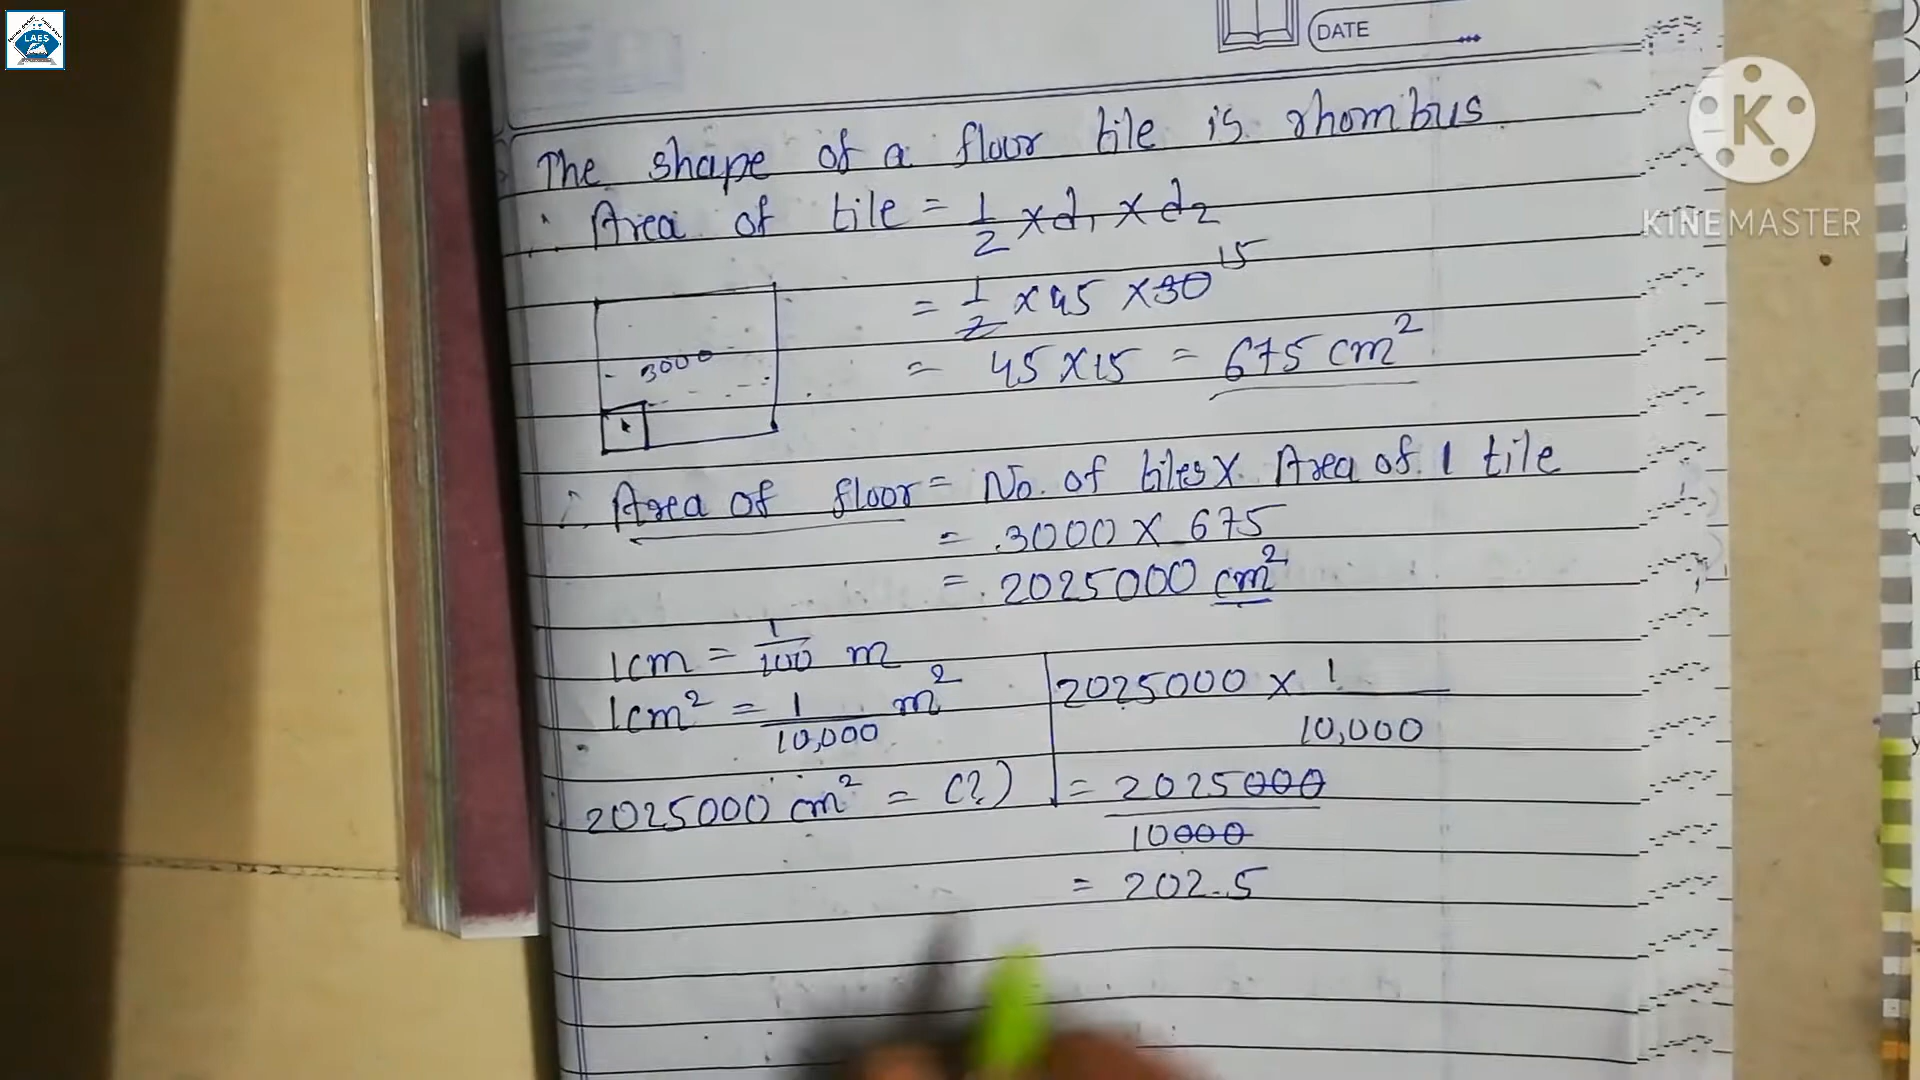 LAES
DATE
K
KINEMASTER
The shape of a floor tile is rhombus
∴ Area of tile = 1/2 × d1 × d2
= 1/2 × 45 × 30 15
3000
= 45 × 15 = 675 cm²
∴ Area of floor = No. of tiles × Area of 1 tile
= 3000 × 675
= 2025000 cm²
1cm = 1/100 m
1cm² = 1/10,000 m²
2025000 cm² = (?)
2025000 × 1/10,000
= 2025000/10000
= 202.5